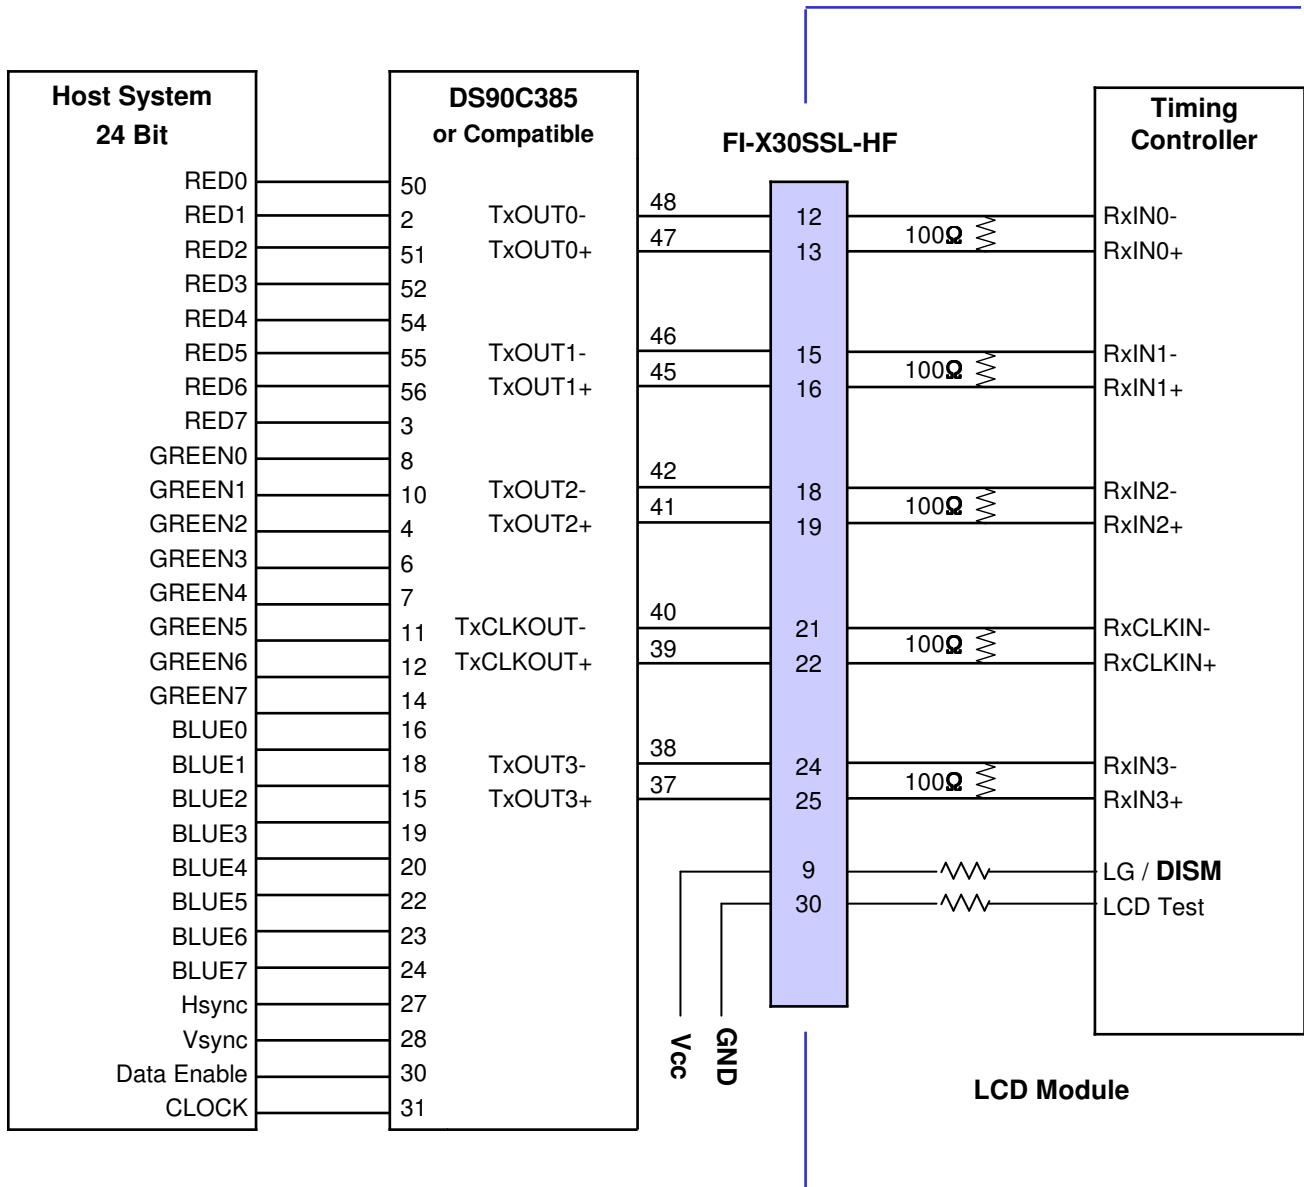 Host System
24 Bit
RED0
RED1
RED2
RED3
RED4
RED5
RED6
RED7
GREEN0
GREEN1
GREEN2
GREEN3
GREEN4
GREEN5
GREEN6
GREEN7
BLUE0
BLUE1
BLUE2
BLUE3
BLUE4
BLUE5
BLUE6
BLUE7
Hsync
Vsync
Data Enable
CLOCK
DS90C385
or Compatible
50
2
51
52
54
55
56
3
8
10
4
6
7
11
12
14
16
18
15
19
20
22
23
24
27
28
30
31
TxOUT0-
TxOUT0+
TxOUT1-
TxOUT1+
TxOUT2-
TxOUT2+
TxCLKOUT-
TxCLKOUT+
TxOUT3-
TxOUT3+
48
47
46
45
42
41
40
39
38
37
Vcc
GND
FI-X30SSL-HF
12
13
15
16
18
19
21
22
24
25
9
30
100Ω
100Ω
100Ω
100Ω
100Ω
Timing
Controller
RxIN0-
RxIN0+
RxIN1-
RxIN1+
RxIN2-
RxIN2+
RxCLKIN-
RxCLKIN+
RxIN3-
RxIN3+
LG / DISM
LCD Test
LCD Module